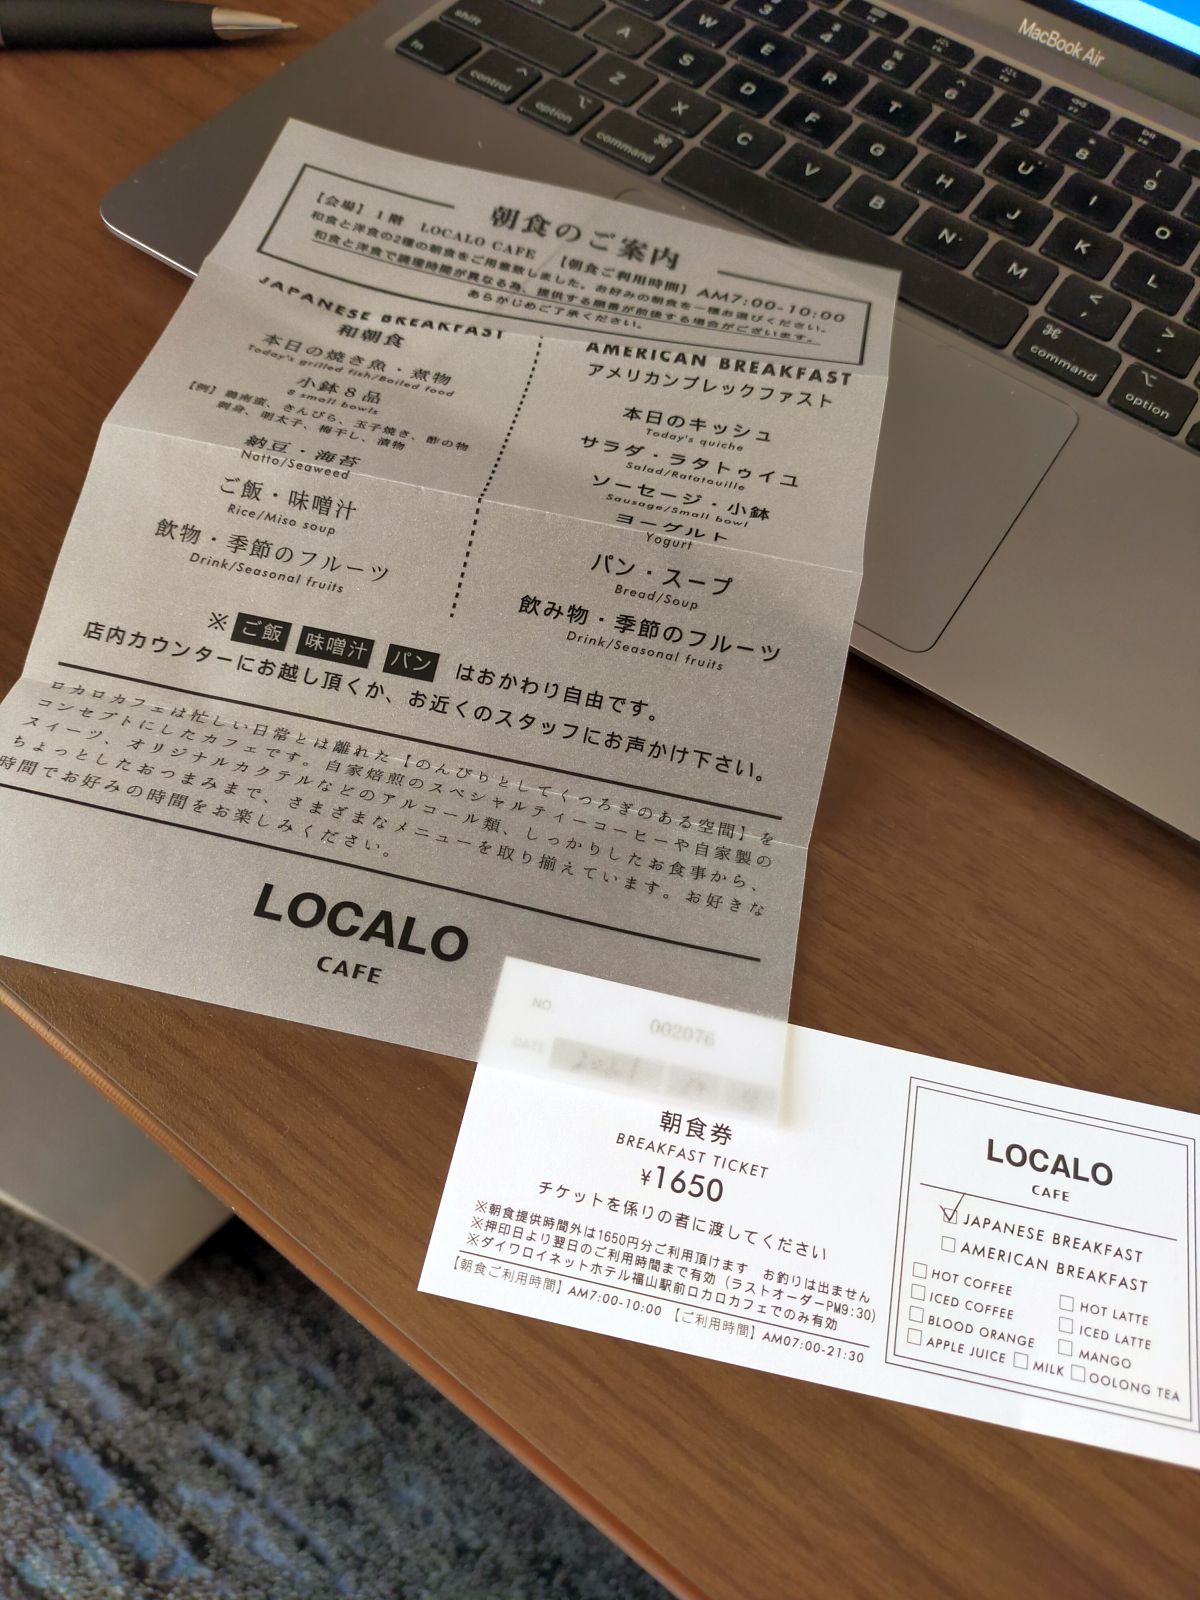 MacBook Air
shift
fn
control
option
command
A
S
D
F
G
H
J
K
L
Z
X
C
V
B
N
M
W
E
R
T
Y
U
I
O
3
4
5
6
7
8
9
command
option
朝食のご案内
【会場】1階 LOCALO CAFE 【朝食ご利用時間】AM7:00-10:00
和食と洋食の2種の朝食をご用意致しました。お好みの朝食を一種お選びください。
和食と洋食で調理時間が異なる為、提供する順番が前後する場合がございます。
あらかじめご了承ください。
JAPANESE BREAKFAST
和朝食
本日の焼き魚・煮物
Today's grilled fish/Boiled food
小鉢8品
8 small bowls
【例】鶏南蛮、きんぴら、玉子焼き、酢の物
刺身、明太子、梅干し、漬物
納豆・海苔
Natto/Seaweed
ご飯・味噌汁
Rice/Miso soup
飲物・季節のフルーツ
Drink/Seasonal fruits
AMERICAN BREAKFAST
アメリカンブレックファスト
本日のキッシュ
Today's quiche
サラダ・ラタトゥイユ
Salad/Ratatouille
ソーセージ・小鉢
Sausage/Small bowl
ヨーグルト
Yogurt
パン・スープ
Bread/Soup
飲み物・季節のフルーツ
Drink/Seasonal fruits
※ ご飯 味噌汁 パン はおかわり自由です。
店内カウンターにお越し頂くか、お近くのスタッフにお声かけ下さい。
ロカロカフェは忙しい日常とは離れた【のんびりとしてくつろぎのある空間】を
コンセプトにしたカフェです。自家焙煎のスペシャルティーコーヒーや自家製の
スイーツ、オリジナルカクテルなどのアルコール類、しっかりしたお食事から、
ちょっとしたおつまみまで、さまざまなメニューを取り揃えています。お好きな
時間でお好みの時間をお楽しみください。
LOCALO
CAFE
NO 002076
DATE
朝食券
BREAKFAST TICKET
¥1650
チケットを係りの者に渡してください
※朝食提供時間外は1650円分ご利用頂けます お釣りは出ません
※押印日より翌日のご利用時間まで有効（ラストオーダーPM9:30）
※ダイワロイネットホテル福山駅前ロカロカフェでのみ有効
【朝食ご利用時間】AM7:00-10:00 【ご利用時間】AM07:00-21:30
LOCALO
CAFE
JAPANESE BREAKFAST
AMERICAN BREAKFAST
HOT COFFEE
HOT LATTE
ICED COFFEE
ICED LATTE
BLOOD ORANGE
MANGO
APPLE JUICE
MILK
OOLONG TEA